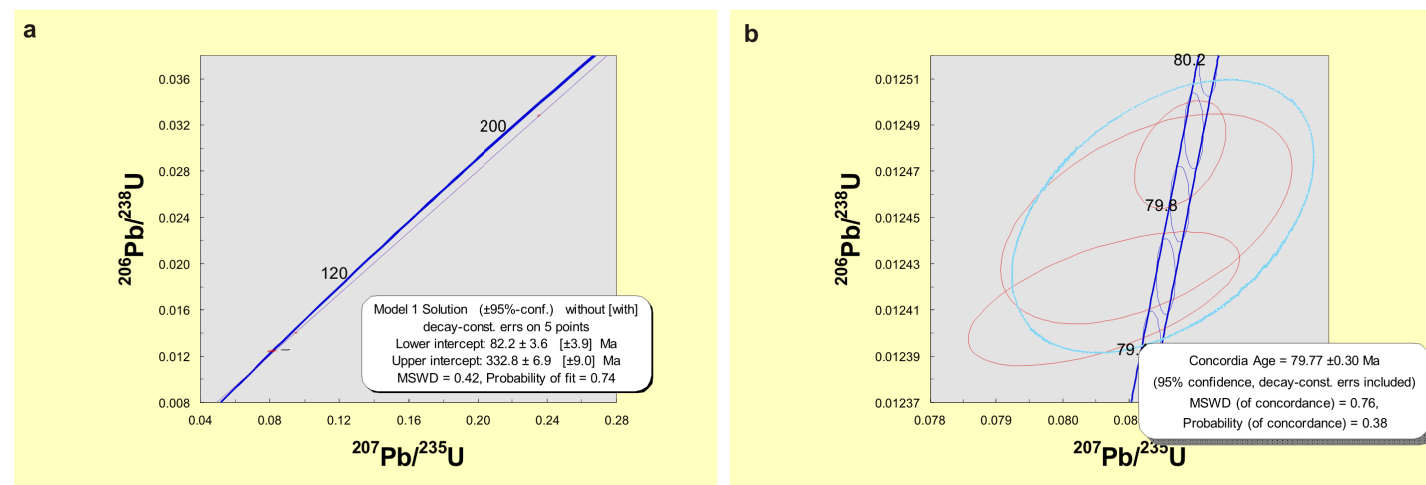 a
0.036
0.032
0.028
0.024
0.020
0.016
0.012
0.008
206Pb/238U
200
120
Model 1 Solution (±95%-conf.) without [with]
decay-const. errs on 5 points
Lower intercept 82.2 ± 3.6 [±3.9] Ma
Upper intercept: 332.8 ± 6.9 [±9.0] Ma
MSWD = 0.42, Probability of fit = 0.74
0.04 0.08 0.12 0.16 0.20 0.24 0.28
207Pb/235U
b
0.01251
0.01249
0.01247
0.01245
0.01243
0.01241
0.01239
0.01237
206Pb/238U
80.2
79.8
79.
Concordia Age = 79.77 ±0.30 Ma
(95% confidence, decay-const. errs included)
MSWD (of concordance) = 0.76,
Probability (of concordance) = 0.38
0.078 0.079 0.080 0.08
207Pb/235U